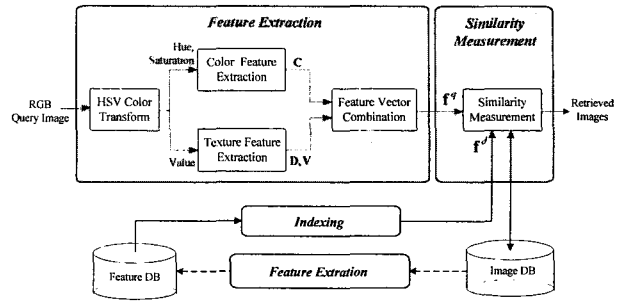 Feature Extraction
Similarity
Measurement
Hue,
Saturation
Color Feature
Extraction
C
RGB
Query Image
HSV Color
Transform
Feature Vector
Combination
f^q
Similarity
Measurement
Retrieved
Images
Value
Texture Feature
Extraction
D, V
f^d
Indexing
Feature DB
Feature Extration
Image DB